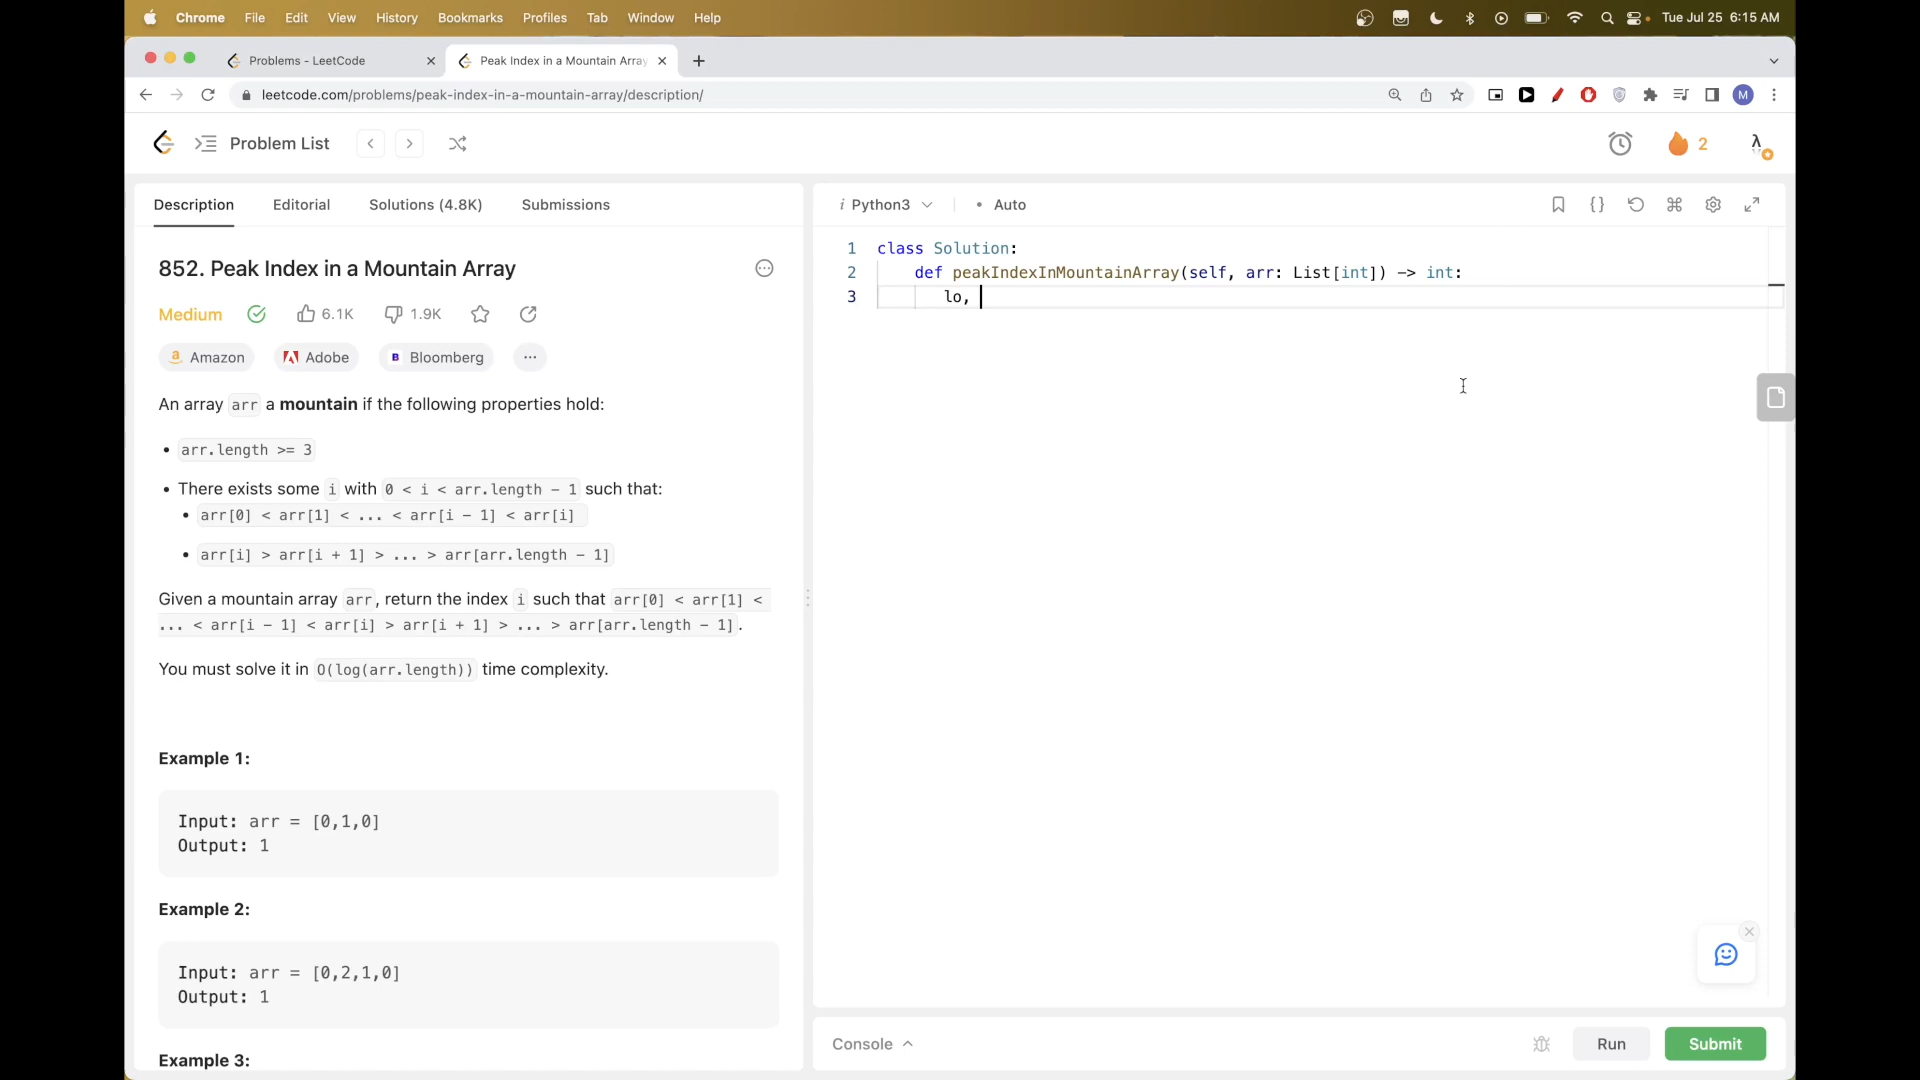 Chrome File Edit View History Bookmarks Profiles Tab Window Help Tue Jul 25 6:15 AM
Problems - LeetCode Peak Index in a Mountain Array
leetcode.com/problems/peak-index-in-a-mountain-array/description/ M
Problem List 2
Description Editorial Solutions (4.8K) Submissions
852. Peak Index in a Mountain Array
Medium 6.1K 1.9K
Amazon Adobe B Bloomberg ...
An array arr a mountain if the following properties hold:
• arr.length >= 3
• There exists some i with 0 < i < arr.length - 1 such that:
• arr[0] < arr[1] < ... < arr[i - 1] < arr[i]
• arr[i] > arr[i + 1] > ... > arr[arr.length - 1]
Given a mountain array arr, return the index i such that arr[0] < arr[1] <
... < arr[i - 1] < arr[i] > arr[i + 1] > ... > arr[arr.length - 1].
You must solve it in O(log(arr.length)) time complexity.
Example 1:
Input: arr = [0,1,0]
Output: 1
Example 2:
Input: arr = [0,2,1,0]
Output: 1
Example 3:
i Python3 • Auto
1 class Solution:
2 def peakIndexInMountainArray(self, arr: List[int]) -> int:
3 lo,
Console Run Submit